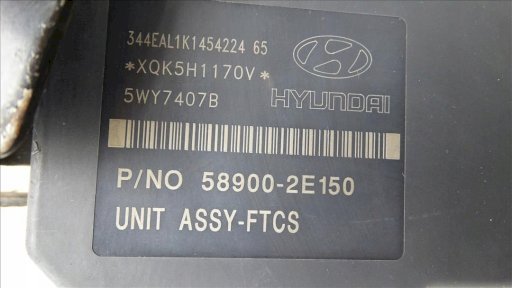 344EAL1K1454224 65
*XQK5H1170V*
5WY7407B
HYUNDAI
P/NO 58900-2E150
UNIT ASSY-FTCS